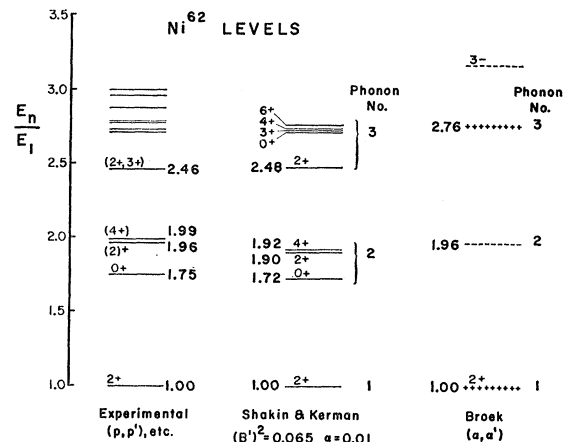 Ni62 LEVELS
3.5
3.0
2.5
2.0
1.5
1.0
En
E1
(2+,3+)
2.46
(4+)
1.99
(2)+
1.96
0+
1.75
2+
1.00
Experimental
(p,p'), etc.
Phonon
No.
6+
4+
3+
0+
3
2.48 2+
1.92 4+
1.90 2+
1.72 0+
2
1.00 2+
1
Shakin & Kerman
(B')2=0.065 α=0.01
3-
Phonon
No.
2.76
3
1.96
2
1.00 2+
1
Broek
(α,α')